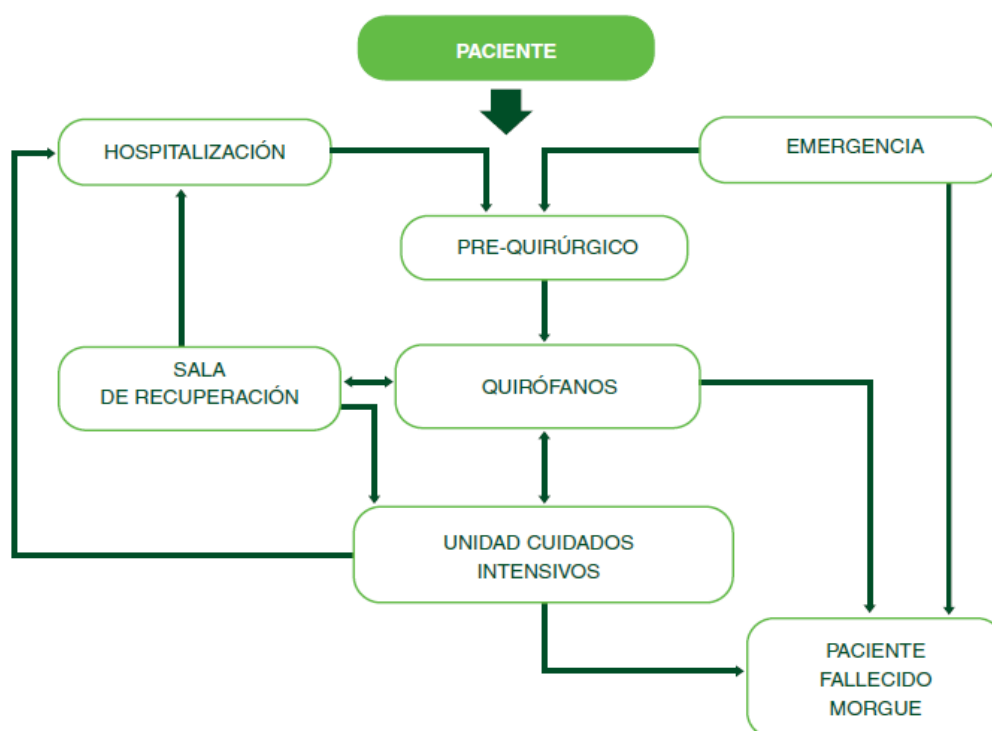 PACIENTE
HOSPITALIZACIÓN
EMERGENCIA
PRE-QUIRÚRGICO
SALA
DE RECUPERACIÓN
QUIRÓFANOS
UNIDAD CUIDADOS
INTENSIVOS
PACIENTE
FALLECIDO
MORGUE